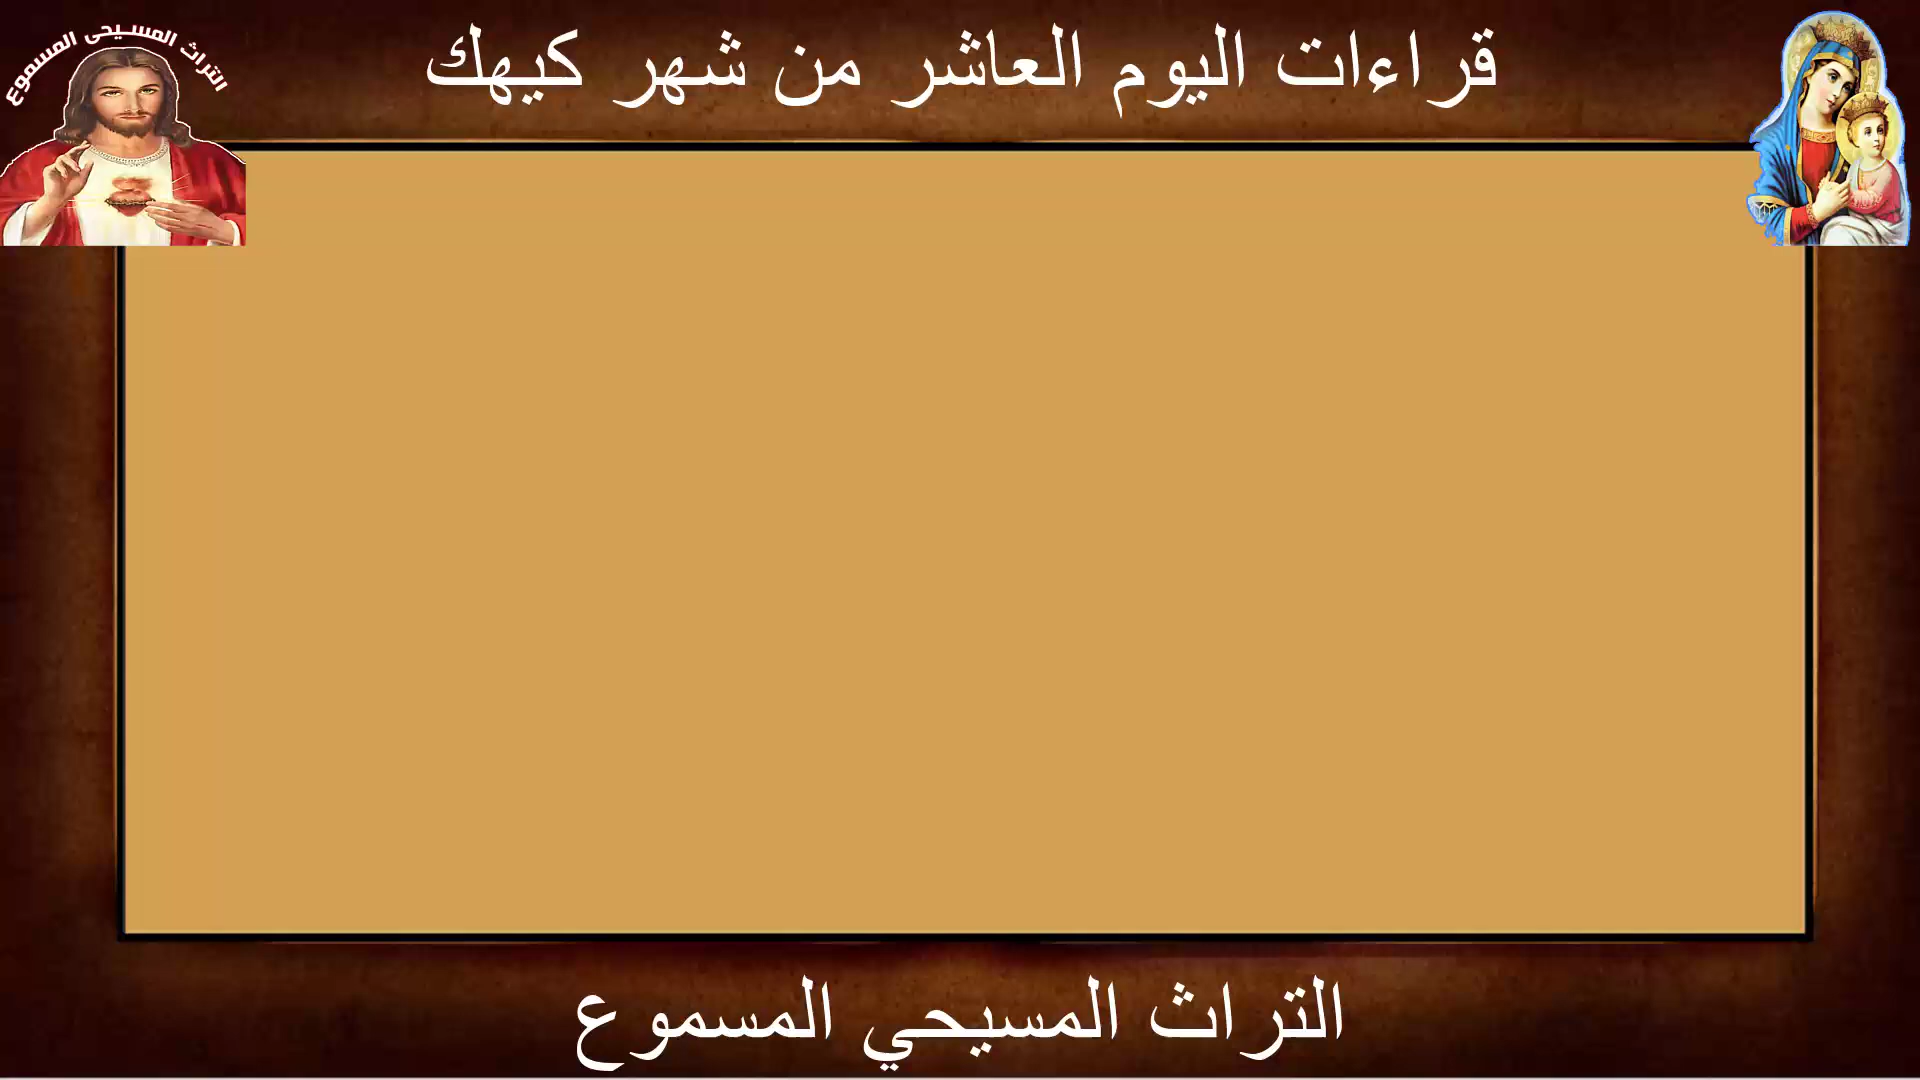 قراءات اليوم العاشر من شهر كيهك
التراث المسيحى المسموع
التراث المسيحي المسموع